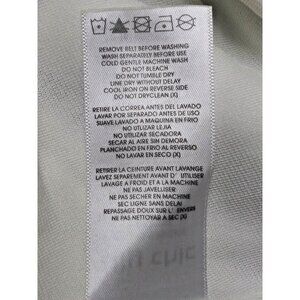 REMOVE BELT BEFORE WASHING
WASH SEPARATELY BEFORE USE
COLD GENTLE MACHINE WASH
DO NOT BLEACH
DO NOT TUMBLE DRY
LINE DRY WITHOUT DELAY
COOL IRON ON REVERSE SIDE
DO NOT DRYCLEAN (X)
RETIRE LA CORREA ANTES DEL LAVADO
LAVAR POR SEPARADO ANTES DE USAR
SUAVE LAVADO A MAQUINA EN FRIO
NO UTILIZAR LEJIA
NO UTILIZAR SECADORA
SECAR AL AIRE SIN DEMORA
PLANCHADO EN FRIO AL REVERSO
NO LAVAR EN SECO (X)
RETIRER LA CEINTURE AVANT LAVANGE
LAVEZ SEPAREMENT AVANT D' UTILISER
LAVAGE A FROID ET A LA MACHINE
NE PAS JAVELLISER
NE PAS SECHER EN MACHINE
SEC LIGNE SANS DELAI
REPASSAGE DOUX SUR L' ENVERS
NE PAS NETTOYER A SEC (X)